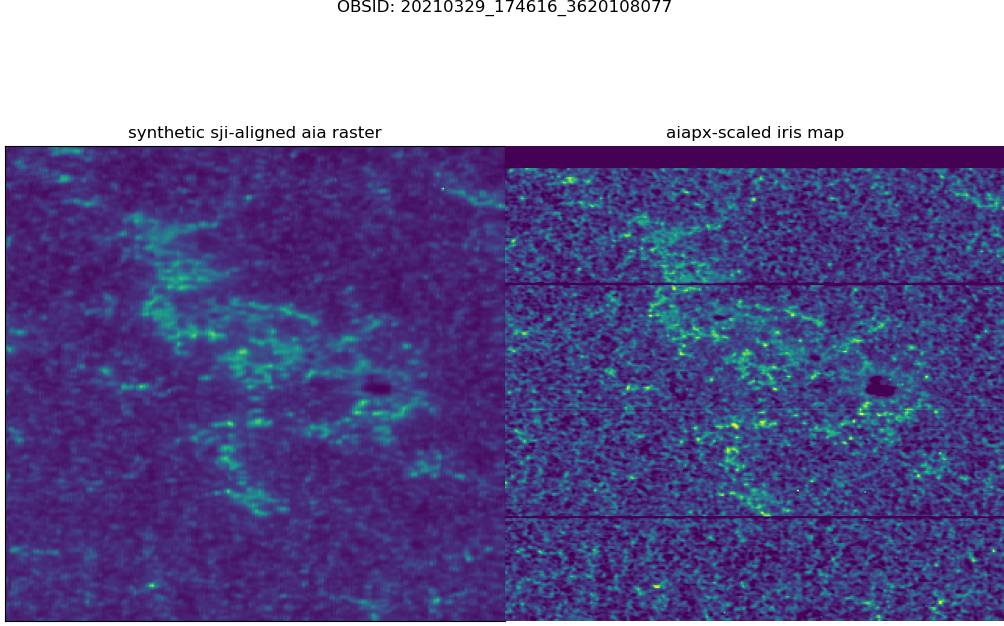 OBSID: 20210329_174616_3620108077
synthetic sji-aligned aia raster
aiapx-scaled iris map